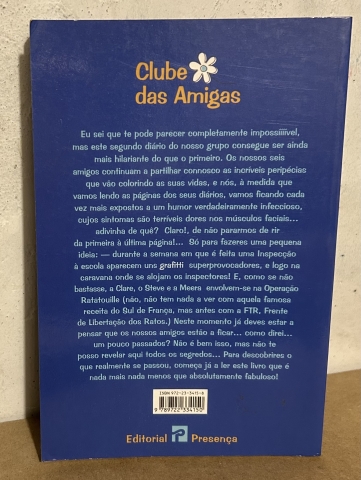 Clube
das Amigas
Eu sei que te pode parecer completamente impossiiiível,
mas este segundo diário do nosso grupo consegue ser ainda
mais hilariante do que o primeiro. Os nossos seis
amigos continuam a partilhar connosco as incríveis peripécias
que vão colorindo as suas vidas, e nós, à medida que
vamos lendo as páginas dos seus diários, vamos ficando cada
vez mais expostos a um humor verdadeiramente infeccioso,
cujos sintomas são terríveis dores nos músculos faciais...
adivinha de quê? Claro!, de não pararmos de rir
da primeira à última página!... Só para fazeres uma pequena
ideia: — durante a semana em que é feita uma Inspecção
à escola aparecem uns grafitti superprovocadores, e logo na
caravana onde se alojam os inspectores! E, como se não
bastasse, a Clare, o Steve e a Meera envolvem-se na Operação
Ratatouille (não, não tem nada a ver com aquela famosa
receita do Sul de França, mas antes com a FTR, Frente
de Libertação dos Ratos.) Neste momento já deves estar a
pensar que os nossos amigos estão a ficar... como direi...
um pouco passados? Não é bem isso, mas não te
posso revelar aqui todos os segredos... Para descobrires o
que realmente se passou, começa já a ler este livro que é
nada mais nada menos que absolutamente fabuloso!
ISBN 972-23-3415-8
9 789722 334150
Editorial Presença